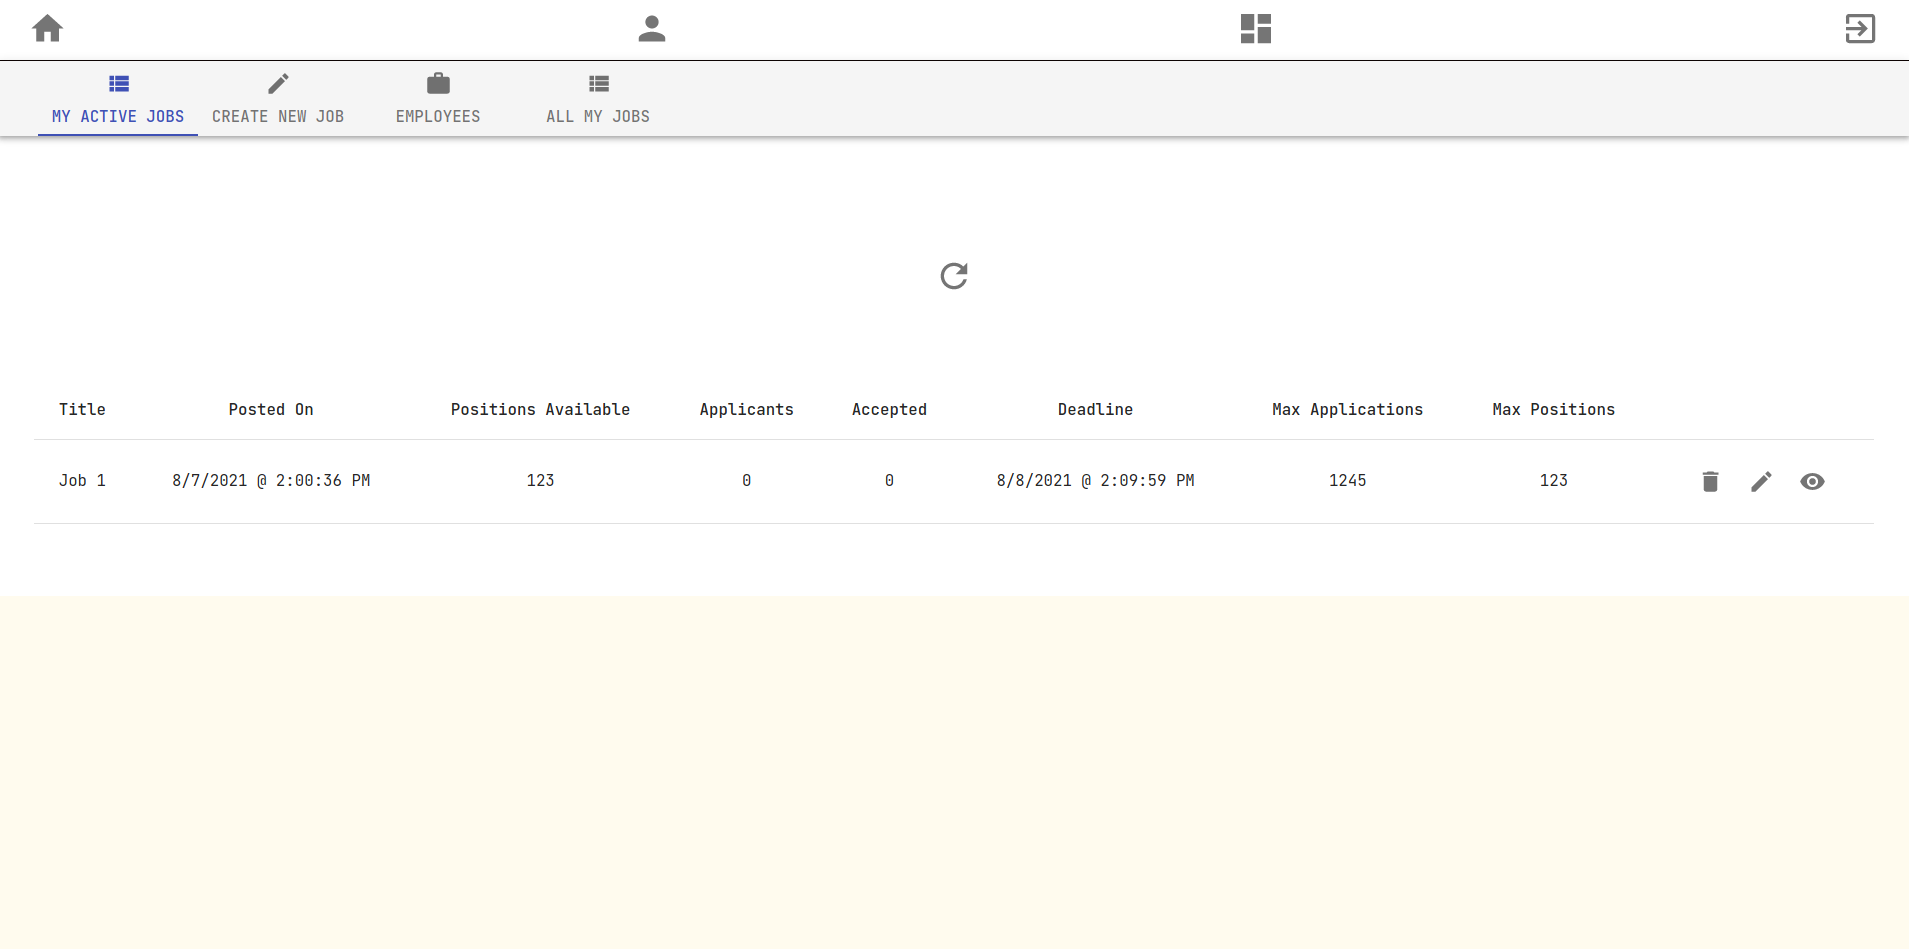 MY ACTIVE JOBS CREATE NEW JOB EMPLOYEES ALL MY JOBS
Title Posted On Positions Available Applicants Accepted Deadline Max Applications Max Positions
Job 1 8/7/2021 @ 2:00:36 PM 123 0 0 8/8/2021 @ 2:09:59 PM 1245 123